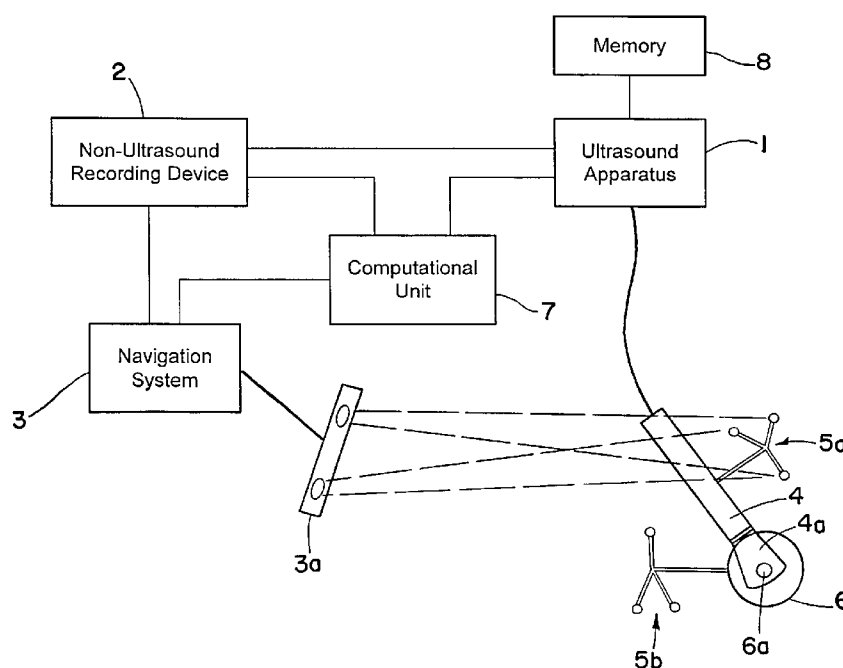 Memory
8
2
Non-Ultrasound
Recording Device
Ultrasound
Apparatus
1
Computational
Unit
7
Navigation
System
3
3a
5a
4
4a
5b
6a
6